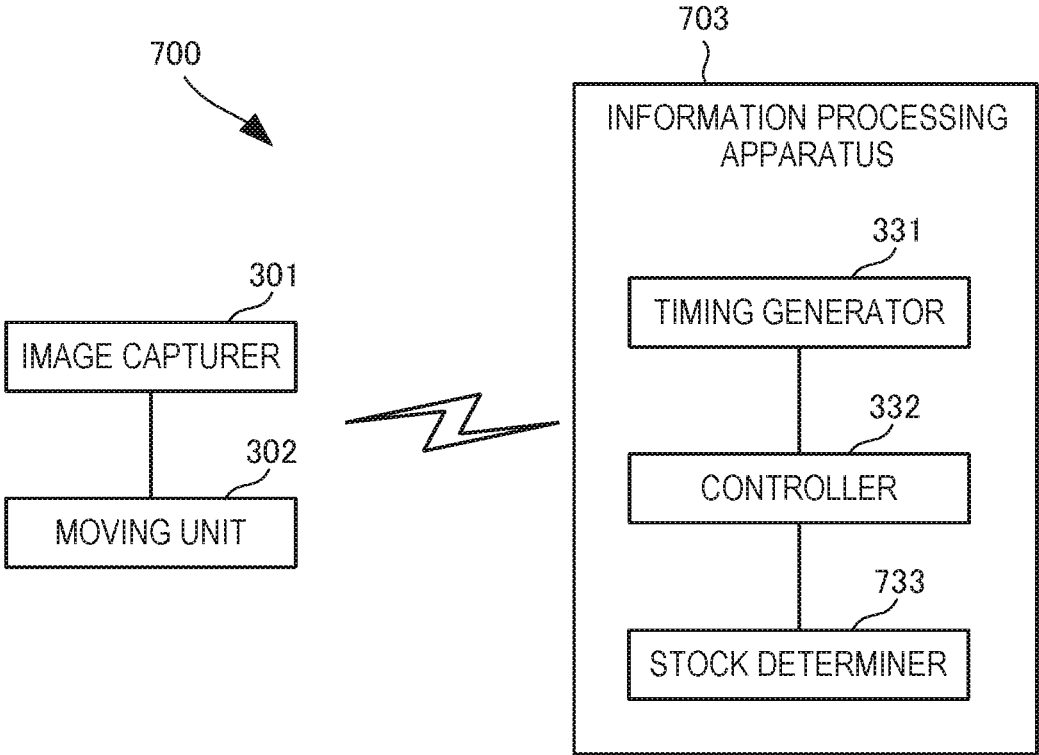 700
703
INFORMATION PROCESSING
APPARATUS
331
TIMING GENERATOR
301
IMAGE CAPTURER
332
CONTROLLER
302
MOVING UNIT
733
STOCK DETERMINER